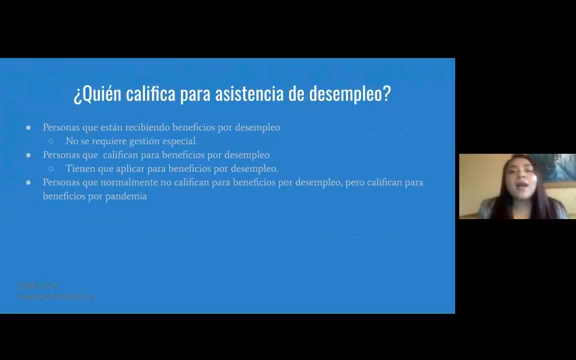 ¿Quién califica para asistencia de desempleo?
● Personas que están recibiendo beneficios por desempleo
○ No se requiere gestión especial.
● Personas que califican para beneficios por desempleo
○ Tienen que aplicar para beneficios por desempleo.
● Personas que normalmente no califican para beneficios por desempleo, pero califican para
beneficios por pandemia